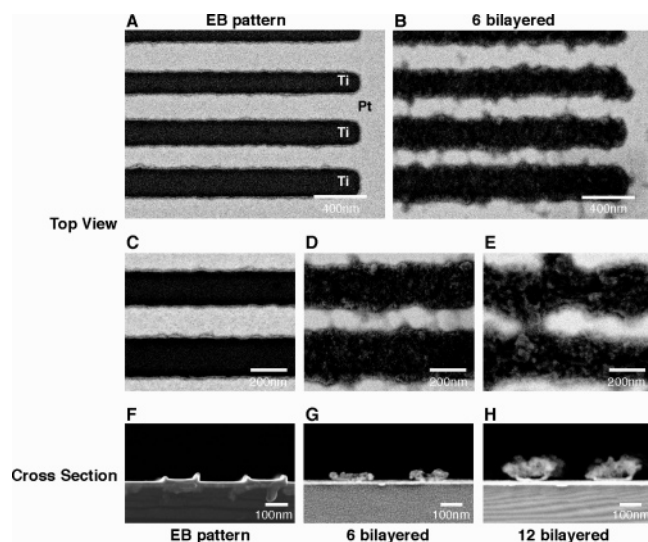 A EB pattern B 6 bilayered
Ti
Pt
Ti
Ti
400nm 400nm
Top View
C D E
200nm 200nm 200nm
F G H
Cross Section
100nm 100nm 100nm
EB pattern 6 bilayered 12 bilayered